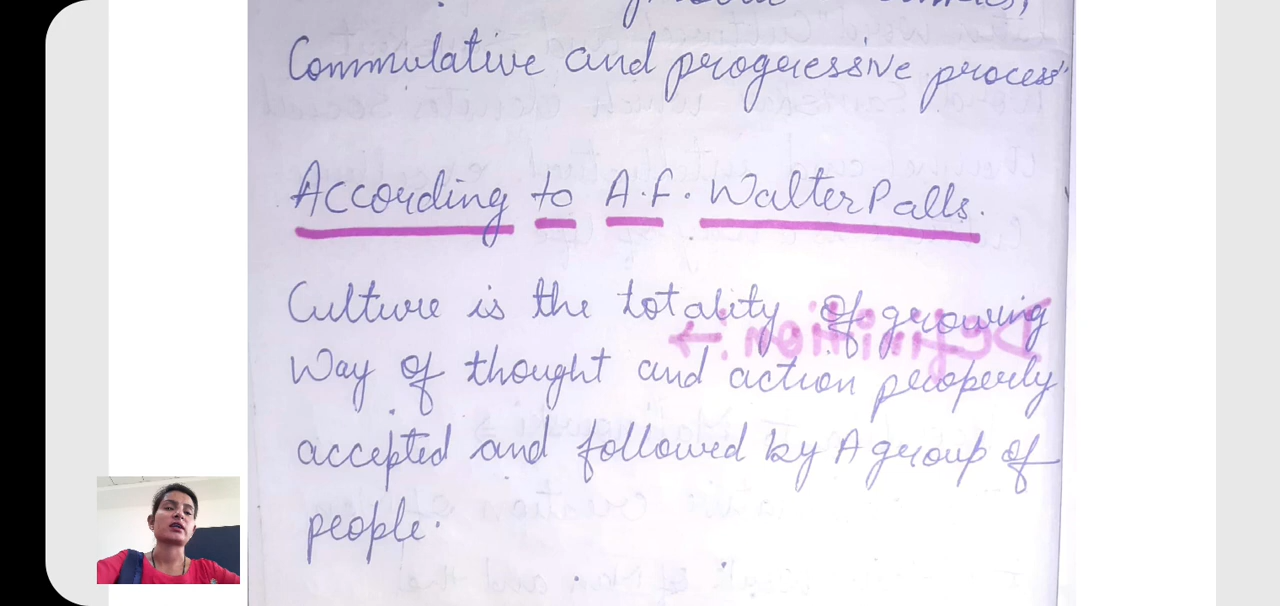 Commulative and progressive process"
According to A.F. Walter Palls.
Culture is the totality of growing
Way of thought and action properly
accepted and followed by A group of
people.
Definition :→